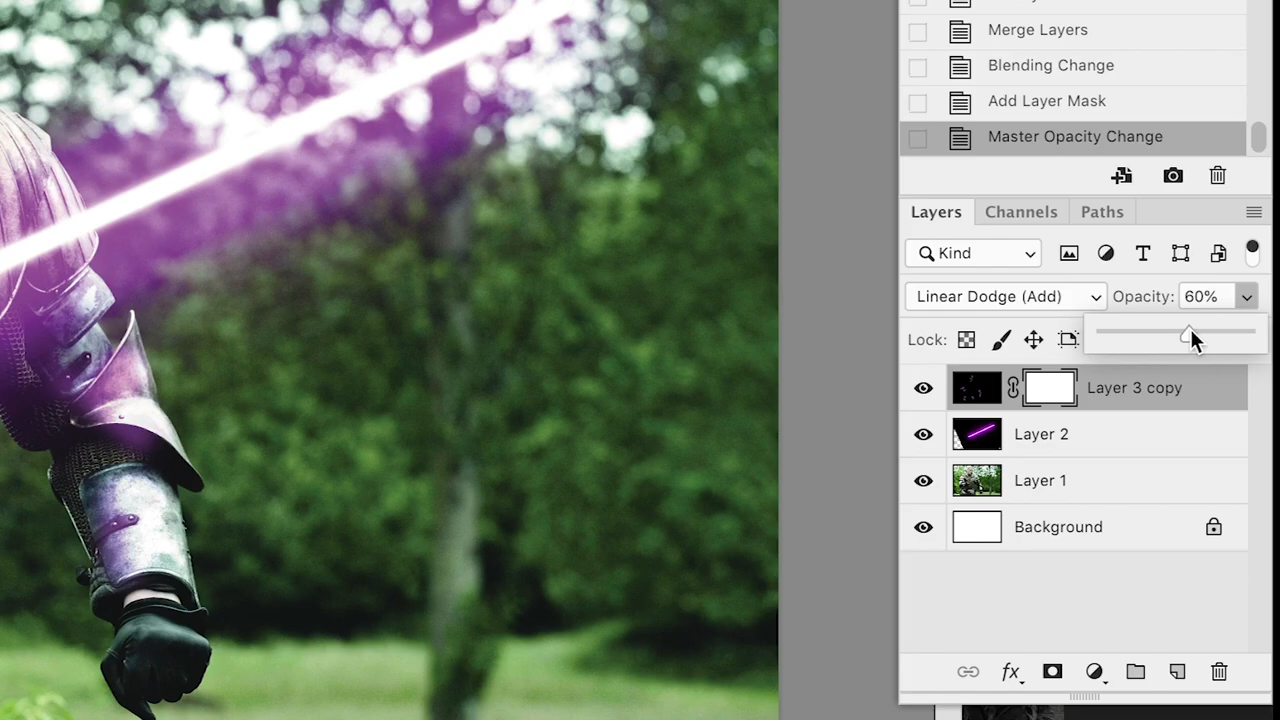 Merge Layers
Blending Change
Add Layer Mask
Master Opacity Change
Layers Channels Paths
Kind
Linear Dodge (Add) Opacity: 60%
Lock:
Layer 3 copy
Layer 2
Layer 1
Background
fx